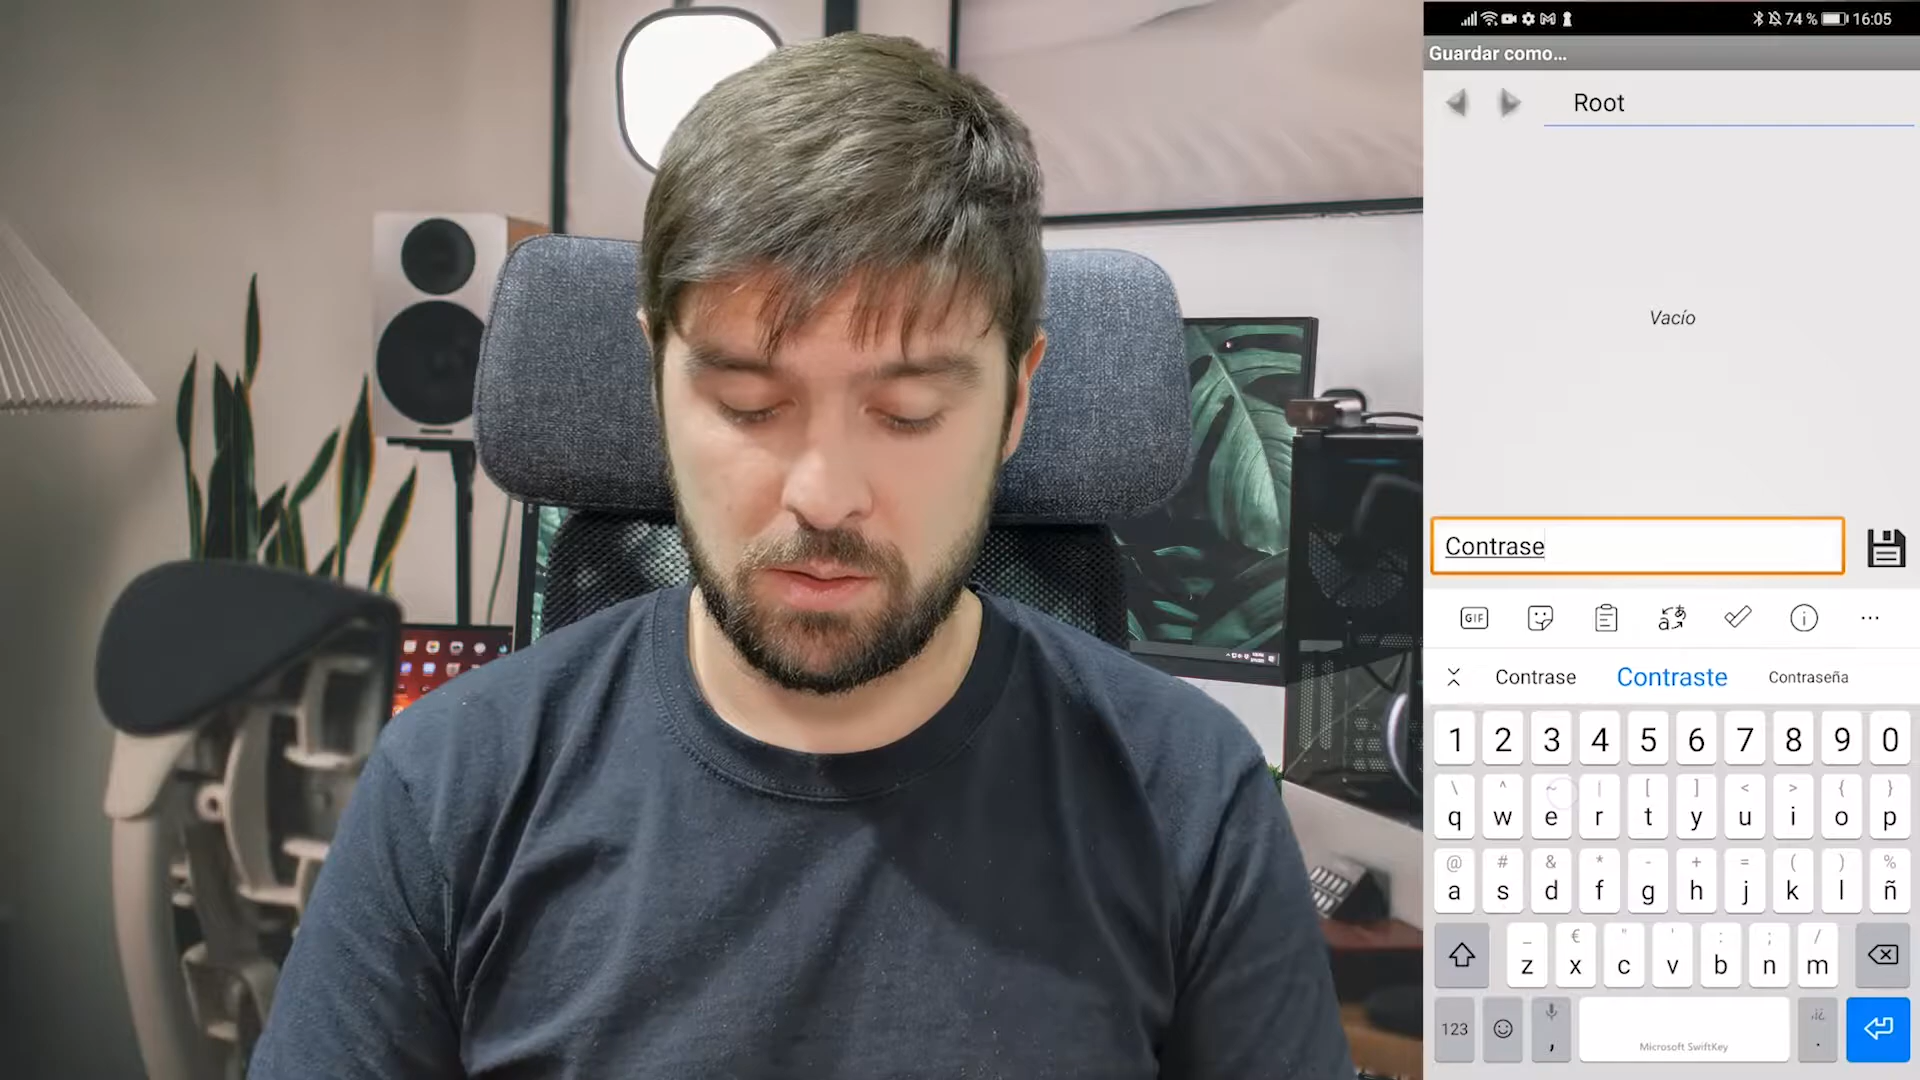 74 % 16:05
Guardar como...
Root
Vacío
Contrase
GIF
Contrase Contraste Contraseña
1 2 3 4 5 6 7 8 9 0
\ ^ ~ | [ ] < > { }
q w e r t y u i o p
@ # & * - + = ( ) %
a s d f g h j k l ñ
_ € " ' : ; /
z x c v b n m
123 , Microsoft SwiftKey .